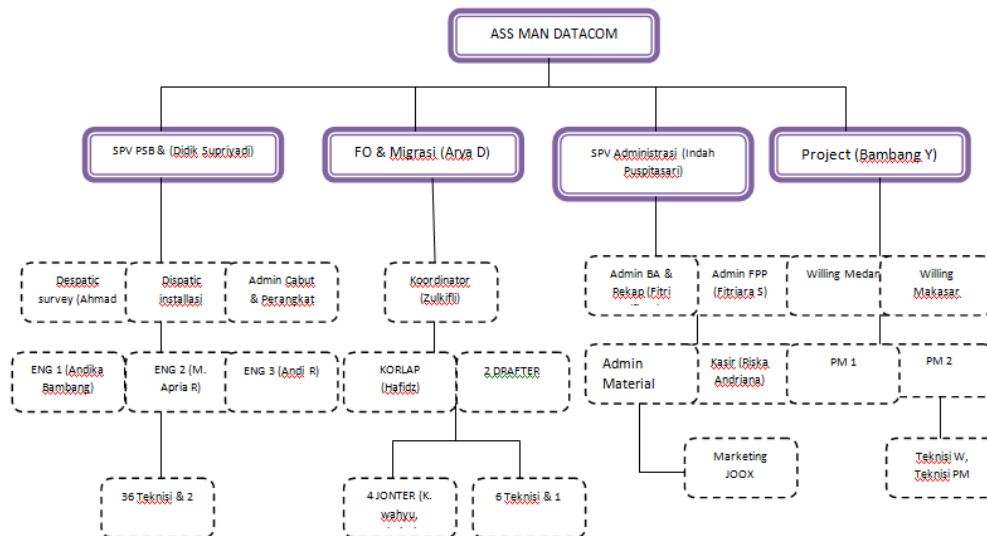 ASS MAN DATACOM
SPV PSB & (Didik Supriyadi)
FO & Migrasi (Arya D)
SPV Administrasi (Indah
Puspitasari)
Project (Bambang Y)
Despatic
survey (Ahmad
Dispatic
installasi
Admin Cabut
& Perangkat
Koordinator
(Zulkifli)
Admin BA &
Rekap (Fitri
Admin FPP
(Fitriara S)
Willing Medan
Willing
Makasar
ENG 1 (Andika
Bambang)
ENG 2 (M.
Apria R)
ENG 3 (Andi R)
KORLAP
(Hafidz)
2 DRAFTER
Admin
Material
Kasir (Riska
Andriana)
PM 1
PM 2
36 Teknisi & 2
4 JONTER (K.
wahyu,
6 Teknisi & 1
Marketing
JOOX
Teknisi W,
Teknisi PM